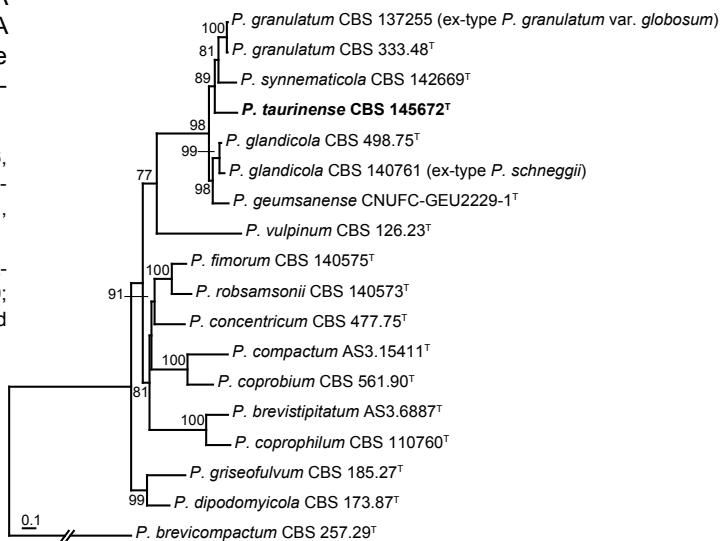 A
A
e
–
100
P. granulatum CBS 137255 (ex-type P. granulatum var. globosum)
81
P. granulatum CBS 333.48ᵀ
89
P. synnematicola CBS 142669ᵀ
P. taurinense CBS 145672ᵀ
98
P. glandicola CBS 498.75ᵀ
,
99
P. glandicola CBS 140761 (ex-type P. schneggii)
-
77
98
P. geumsanense CNUFC-GEU2229-1ᵀ
,
P. vulpinum CBS 126.23ᵀ
-
100
P. fimorum CBS 140575ᵀ
;
91
P. robsamsonii CBS 140573ᵀ
d
P. concentricum CBS 477.75ᵀ
100
P. compactum AS3.15411ᵀ
81
P. coprobium CBS 561.90ᵀ
100
P. brevistipitatum AS3.6887ᵀ
P. coprophilum CBS 110760ᵀ
P. griseofulvum CBS 185.27ᵀ
99
P. dipodomyicola CBS 173.87ᵀ
0.1
P. brevicompactum CBS 257.29ᵀ